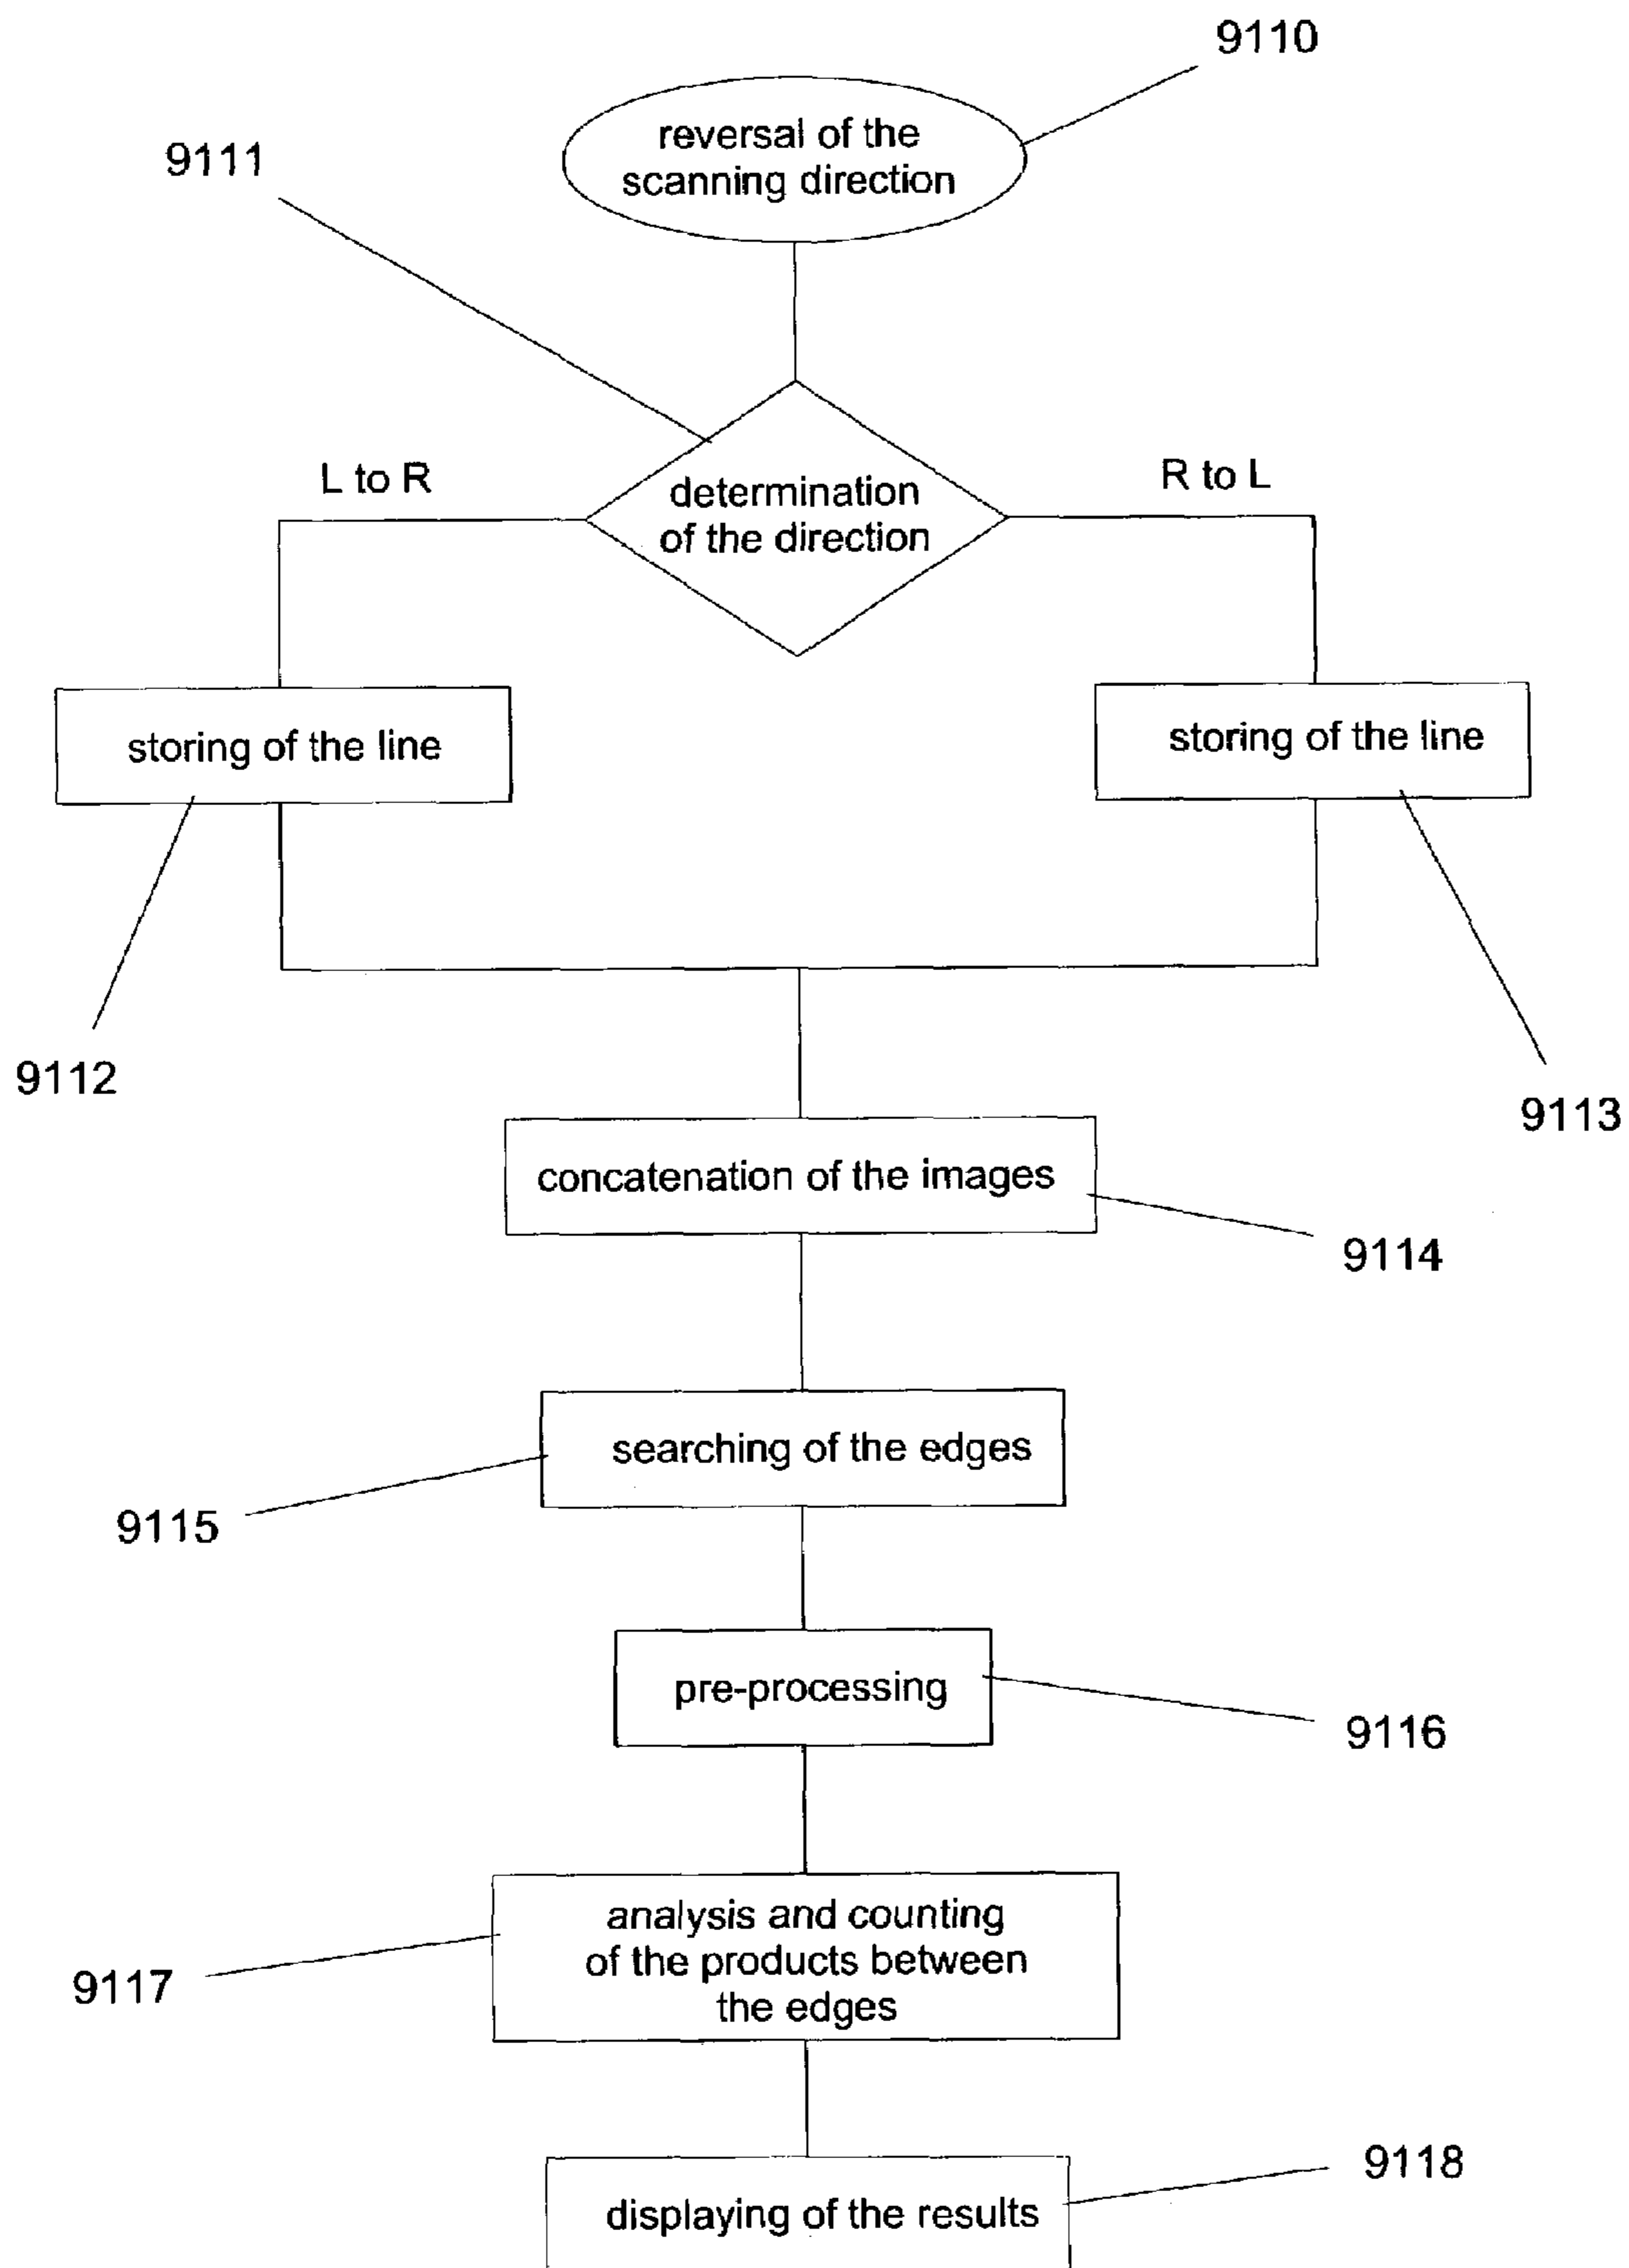 9110
reversal of the
scanning direction
9111
L to R
R to L
determination
of the direction
storing of the line
storing of the line
9112
9113
concatenation of the images
9114
searching of the edges
9115
pre-processing
9116
analysis and counting
of the products between
the edges
9117
9118
displaying of the results